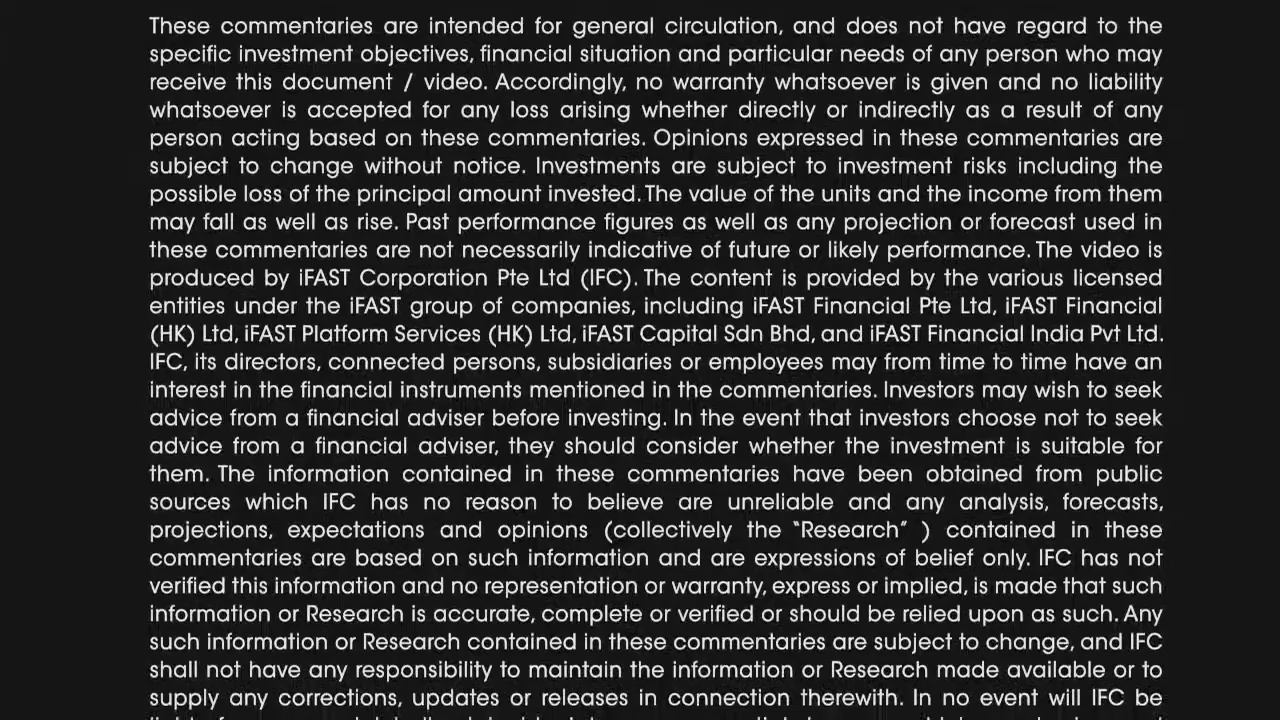 These commentaries are intended for general circulation, and does not have regard to the
specific investment objectives, financial situation and particular needs of any person who may
receive this document / video. Accordingly, no warranty whatsoever is given and no liability
whatsoever is accepted for any loss arising whether directly or indirectly as a result of any
person acting based on these commentaries. Opinions expressed in these commentaries are
subject to change without notice. Investments are subject to investment risks including the
possible loss of the principal amount invested. The value of the units and the income from them
may fall as well as rise. Past performance figures as well as any projection or forecast used in
these commentaries are not necessarily indicative of future or likely performance. The video is
produced by iFAST Corporation Pte Ltd (IFC). The content is provided by the various licensed
entities under the iFAST group of companies, including iFAST Financial Pte Ltd, iFAST Financial
(HK) Ltd, iFAST Platform Services (HK) Ltd, iFAST Capital Sdn Bhd, and iFAST Financial India Pvt Ltd.
IFC, its directors, connected persons, subsidiaries or employees may from time to time have an
interest in the financial instruments mentioned in the commentaries. Investors may wish to seek
advice from a financial adviser before investing. In the event that investors choose not to seek
advice from a financial adviser, they should consider whether the investment is suitable for
them. The information contained in these commentaries have been obtained from public
sources which IFC has no reason to believe are unreliable and any analysis, forecasts,
projections, expectations and opinions (collectively the “Research” ) contained in these
commentaries are based on such information and are expressions of belief only. IFC has not
verified this information and no representation or warranty, express or implied, is made that such
information or Research is accurate, complete or verified or should be relied upon as such. Any
such information or Research contained in these commentaries are subject to change, and IFC
shall not have any responsibility to maintain the information or Research made available or to
supply any corrections, updates or releases in connection therewith. In no event will IFC be